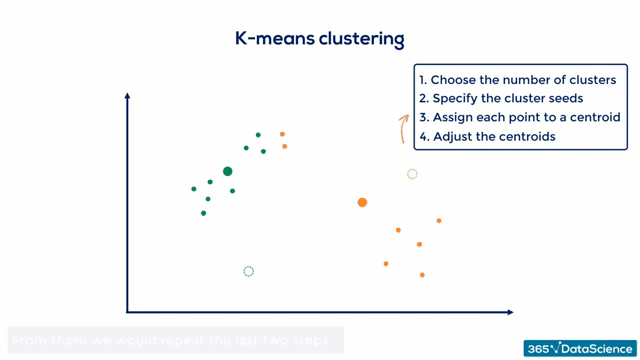 K-means clustering
1. Choose the number of clusters
2. Specify the cluster seeds
3. Assign each point to a centroid
4. Adjust the centroids
From there we would repeat the last two steps
365 DataScience